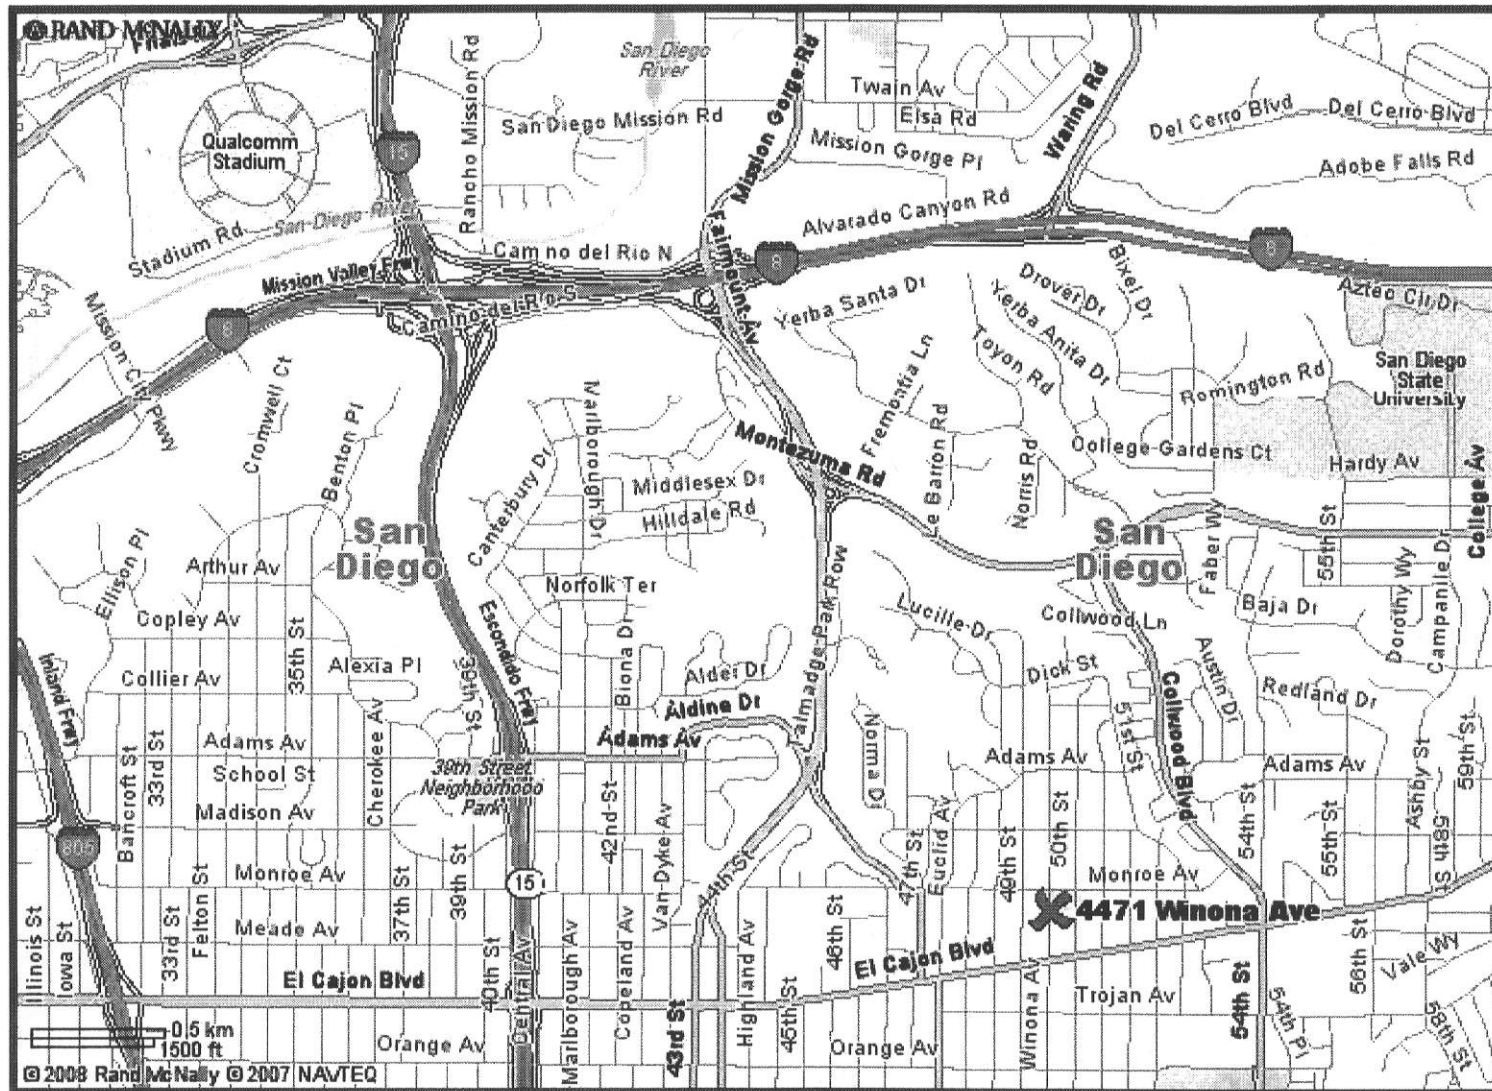 RAND MCNALLY
Friars
San Diego
River
Mission Gorge Rd
Twain Av
Elsa Rd
Waring Rd
Del Cerro Blvd
Del Cerro Blvd
Qualcomm
Stadium
15
Rancho Mission Rd
San Diego Mission Rd
Mission Gorge Pl
Adobe Falls Rd
Stadium Rd
San Diego River
Camino del Rio N
Fairmount Av
Alvarado Canyon Rd
8
8
Mission Valley Frwy
Camino del Rio S
8
Mission City Pkwy
Yerba Santa Dr
Drover Dr
Bixel Dr
Yerba Anita Dr
Toyon Rd
Aztec Cir Dr
San Diego
State
University
Remington Rd
Cromwell Ct
Benton Pl
Marlborough Dr
Canterbury Dr
Fremontia Ln
Montezuma Rd
Le Barron Rd
Norris Rd
College Gardens Ct
Hardy Av
College Av
Middlesex Dr
Hilldale Rd
San
Diego
San
Diego
Faber Wy
55th St
Ellison Pl
Arthur Av
Copley Av
35th St
Norfolk Ter
Escondido Frwy
Talmadge Park Row
Lucille Dr
Collwood Ln
Baja Dr
Dorothy Wy
Campanile Dr
Inland Frwy
Collier Av
Alexia Pl
39th St
Biona Dr
Alder Dr
Aldine Dr
Dick St
Austin Dr
Redland Dr
Collwood Blvd
51st St
Norma Dr
Adams Av
Adams Av
Adams Av
Adams Av
School St
Madison Av
Bancroft St
33rd St
Cherokee Av
39th Street
Neighborhood
Park
42nd St
Van Dyke Av
47th St
Euclid Av
49th St
50th St
54th St
55th St
Ashby St
58th St
59th St
805
Monroe Av
Monroe Av
15
44th St
4471 Winona Ave
Illinois St
Iowa St
33rd St
Felton St
Meade Av
37th St
39th St
40th St
Central Av
Marlborough Av
Copeland Av
43rd St
Highland Av
45th St
46th St
El Cajon Blvd
El Cajon Blvd
Winona Av
Trojan Av
54th St
54th Pl
56th St
Vale Wy
58th St
Orange Av
Orange Av
0.5 km
1500 ft
© 2008 Rand McNally © 2007 NAVTEQ